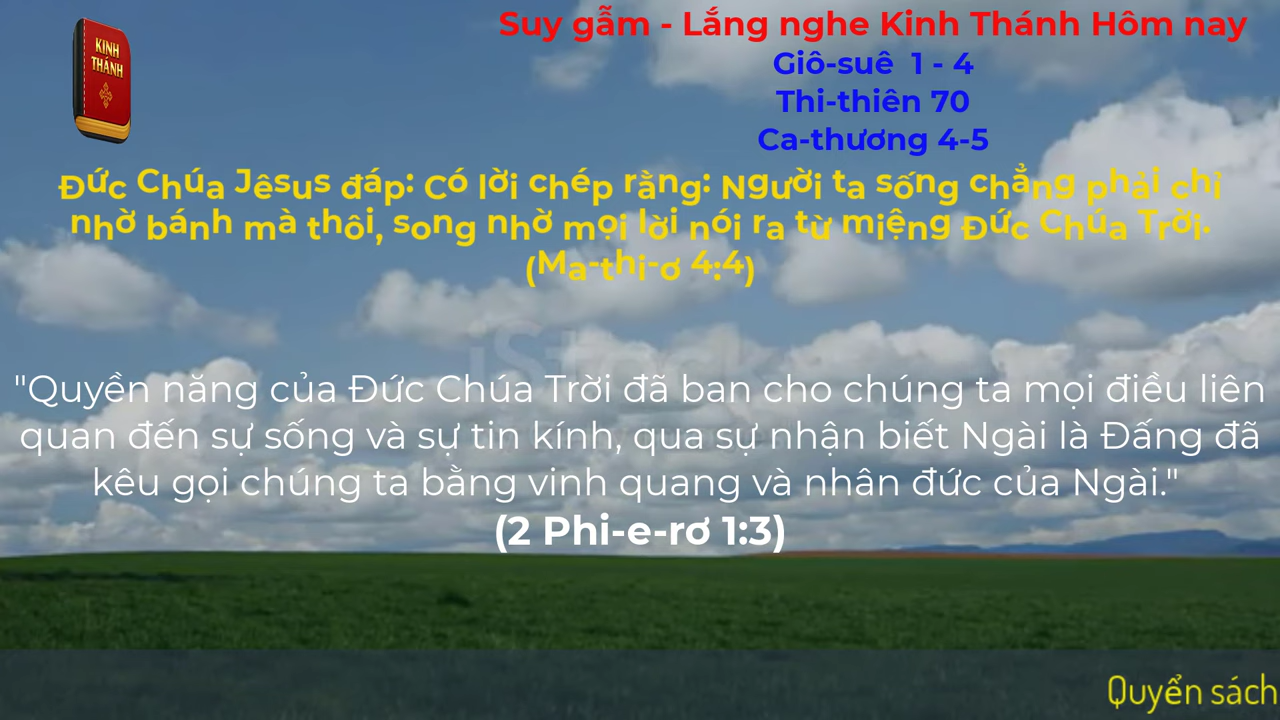 KINH
THÁNH
Suy gẫm - Lắng nghe Kinh Thánh Hôm nay
Giô-suê 1 - 4
Thi-thiên 70
Ca-thương 4-5
Đức Chúa Jêsus đáp: Có lời chép rằng: Người ta sống chẳng phải chỉ
nhờ bánh mà thôi, song nhờ mọi lời nói ra từ miệng Đức Chúa Trời.
(Ma-thi-ơ 4:4)
iStock
"Quyền năng của Đức Chúa Trời đã ban cho chúng ta mọi điều liên
quan đến sự sống và sự tin kính, qua sự nhận biết Ngài là Đấng đã
kêu gọi chúng ta bằng vinh quang và nhân đức của Ngài."
(2 Phi-e-rơ 1:3)
Quyển sách